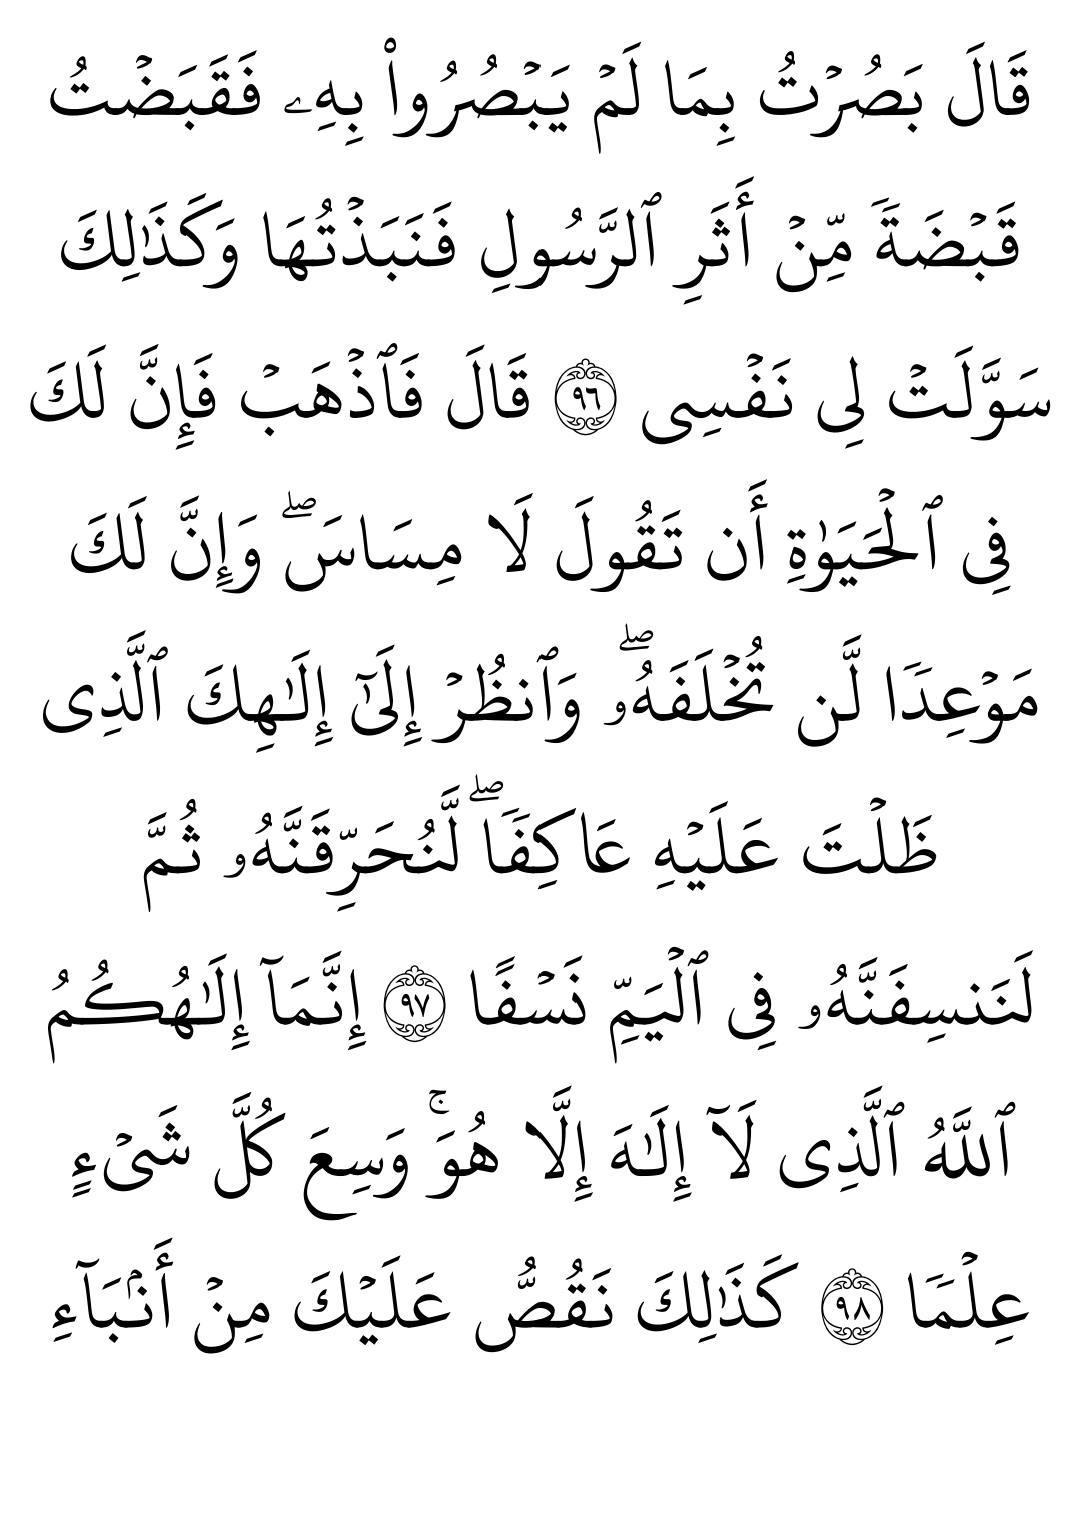 قَالَ بَصُرۡتُ بِمَا لَمۡ يَبۡصُرُواْ بِهِۦ فَقَبَضۡتُ
قَبۡضَةٗ مِّنۡ أَثَرِ ٱلرَّسُولِ فَنَبَذۡتُهَا وَكَذَٰلِكَ
سَوَّلَتۡ لِي نَفۡسِي ٩٦ قَالَ فَٱذۡهَبۡ فَإِنَّ لَكَ
فِي ٱلۡحَيَوٰةِ أَن تَقُولَ لَا مِسَاسَۖ وَإِنَّ لَكَ
مَوۡعِدٗا لَّن تُخۡلَفَهُۥۖ وَٱنظُرۡ إِلَىٰٓ إِلَٰهِكَ ٱلَّذِي
ظَلۡتَ عَلَيۡهِ عَاكِفٗاۖ لَّنُحَرِّقَنَّهُۥ ثُمَّ
لَنَنسِفَنَّهُۥ فِي ٱلۡيَمِّ نَسۡفًا ٩٧ إِنَّمَآ إِلَٰهُكُمُ
ٱللَّهُ ٱلَّذِي لَآ إِلَٰهَ إِلَّا هُوَۚ وَسِعَ كُلَّ شَيۡءٍ
عِلۡمٗا ٩٨ كَذَٰلِكَ نَقُصُّ عَلَيۡكَ مِنۡ أَنۢبَآءِ